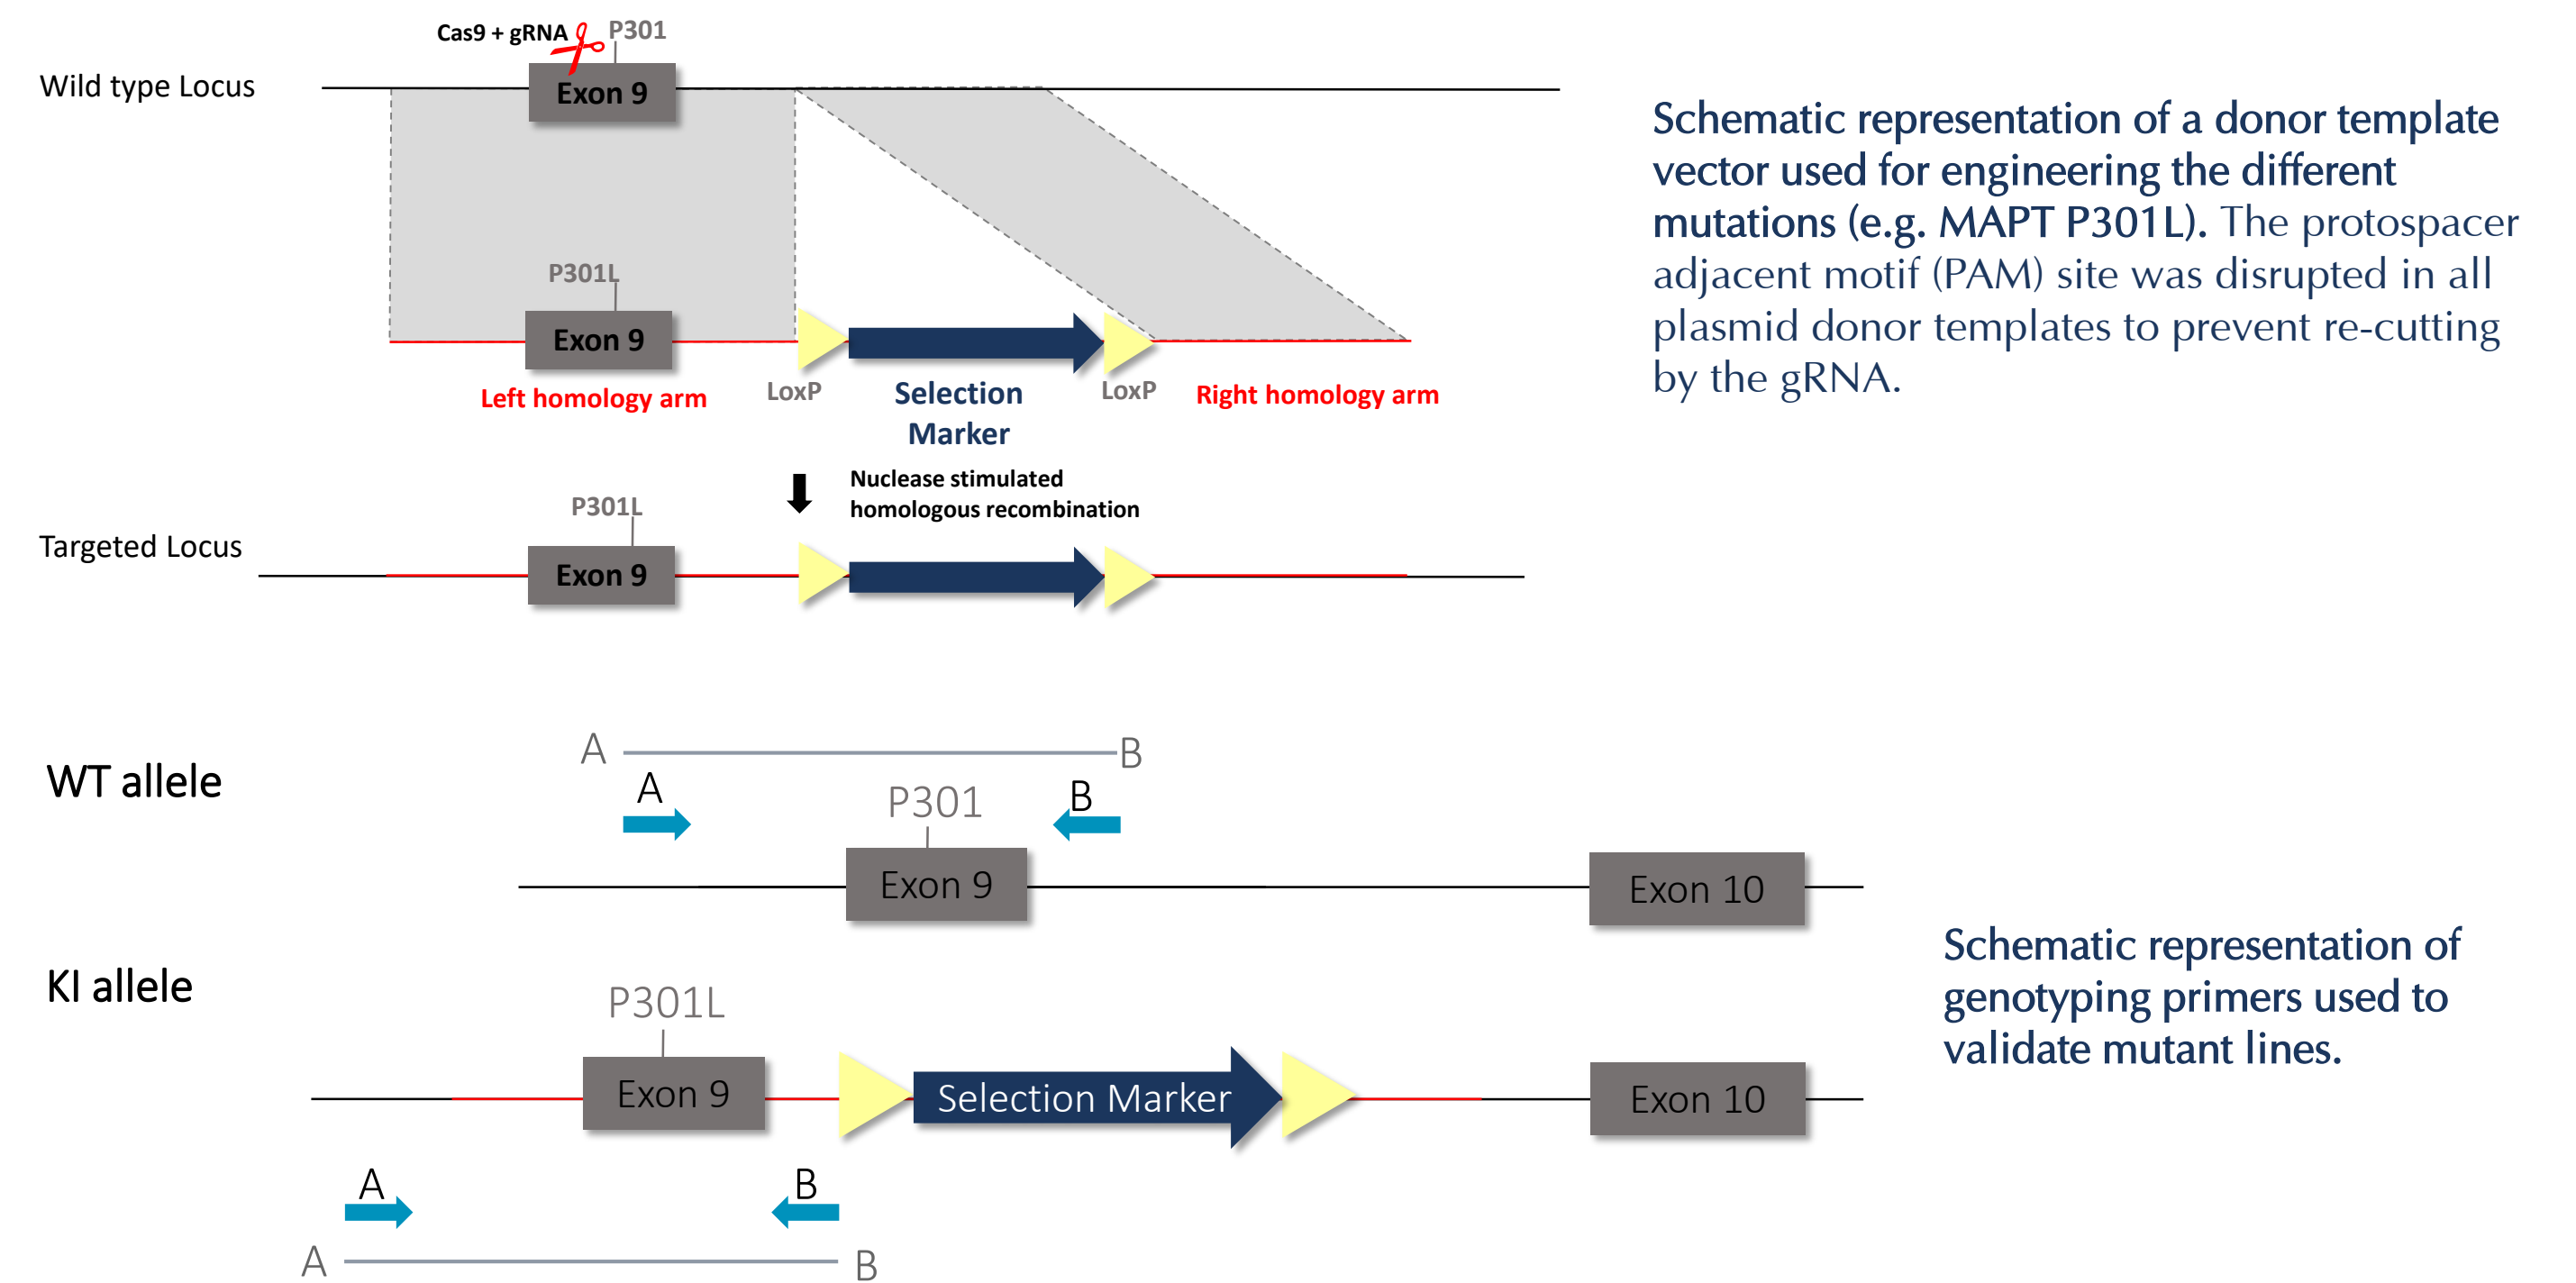 Cas9 + gRNA
P301
Wild type Locus
Exon 9
Schematic representation of a donor template
vector used for engineering the different
mutations (e.g. MAPT P301L). The protospacer
adjacent motif (PAM) site was disrupted in all
plasmid donor templates to prevent re-cutting
by the gRNA.
P301L
Exon 9
Left homology arm
LoxP
Selection
Marker
LoxP
Right homology arm
Nuclease stimulated
homologous recombination
P301L
Targeted Locus
Exon 9
A
B
WT allele
A
P301
B
Exon 9
Exon 10
Schematic representation of
genotyping primers used to
validate mutant lines.
KI allele
P301L
Exon 9
Selection Marker
Exon 10
A
B
A
B